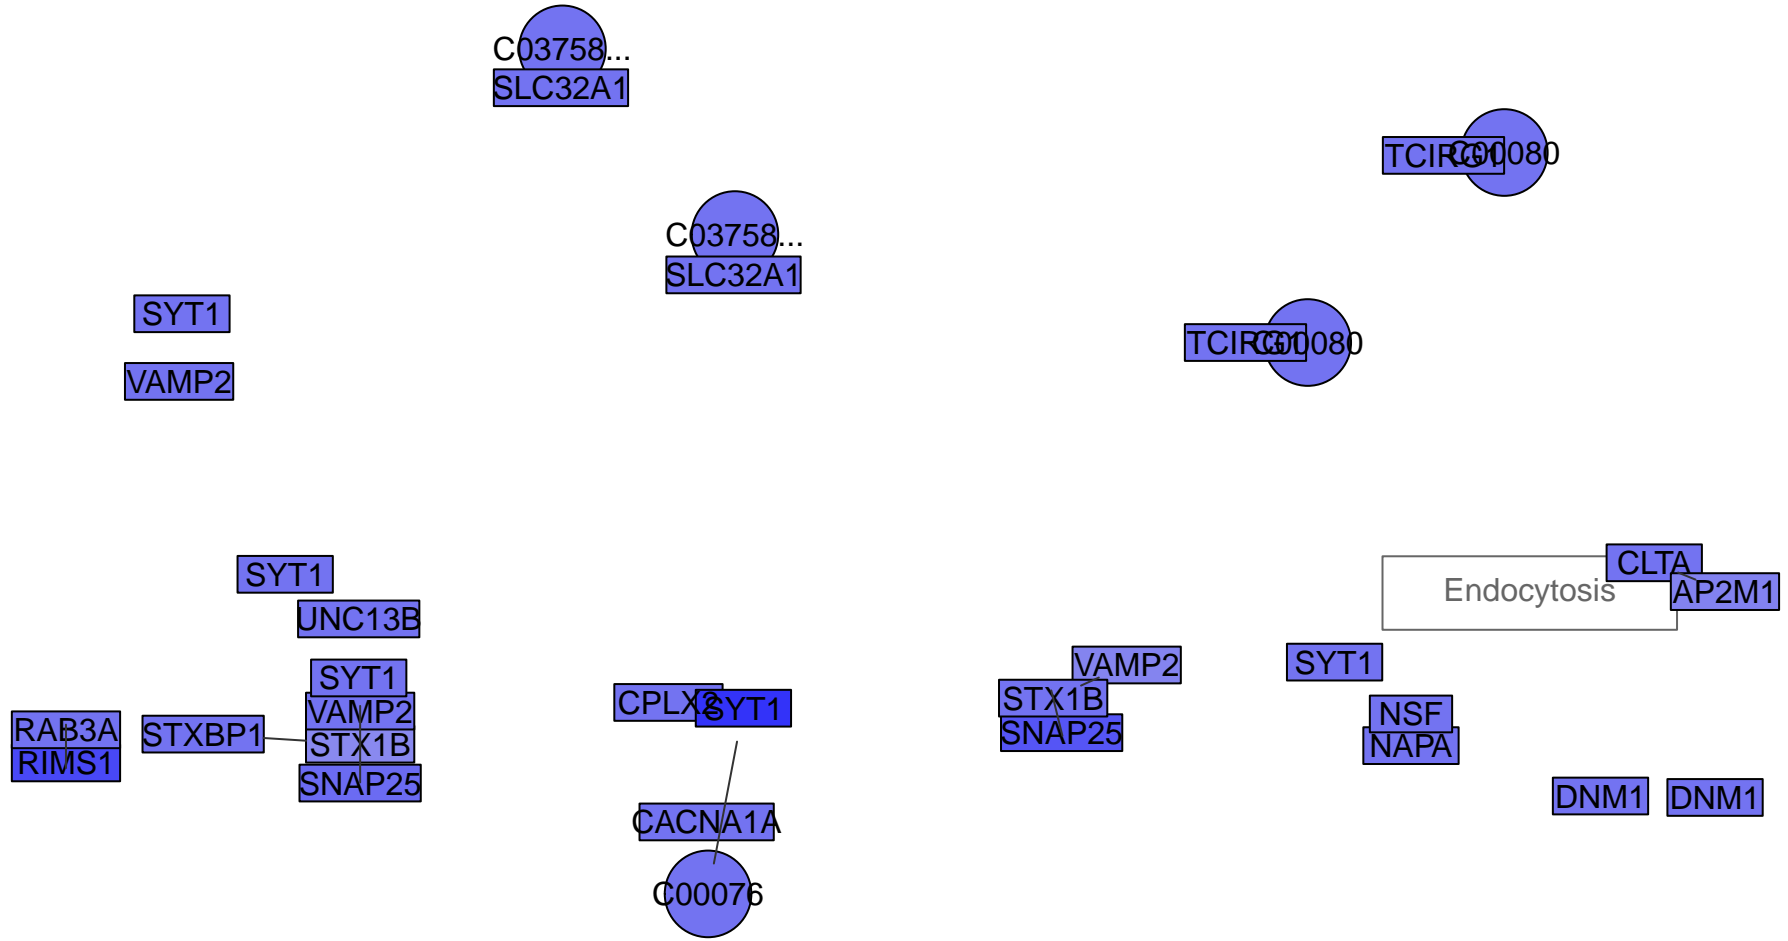 C03758...
SLC32A1
TCIRG1
C00080
C03758...
SLC32A1
SYT1
TCIRG1
C00080
VAMP2
SYT1
CLTA
Endocytosis
AP2M1
UNC13B
SYT1
VAMP2
SYT1
CPLX2
SYT1
STX1B
VAMP2
NSF
RAB3A
STXBP1
STX1B
SNAP25
NAPA
RIMS1
SNAP25
DNM1
DNM1
CACNA1A
C00076